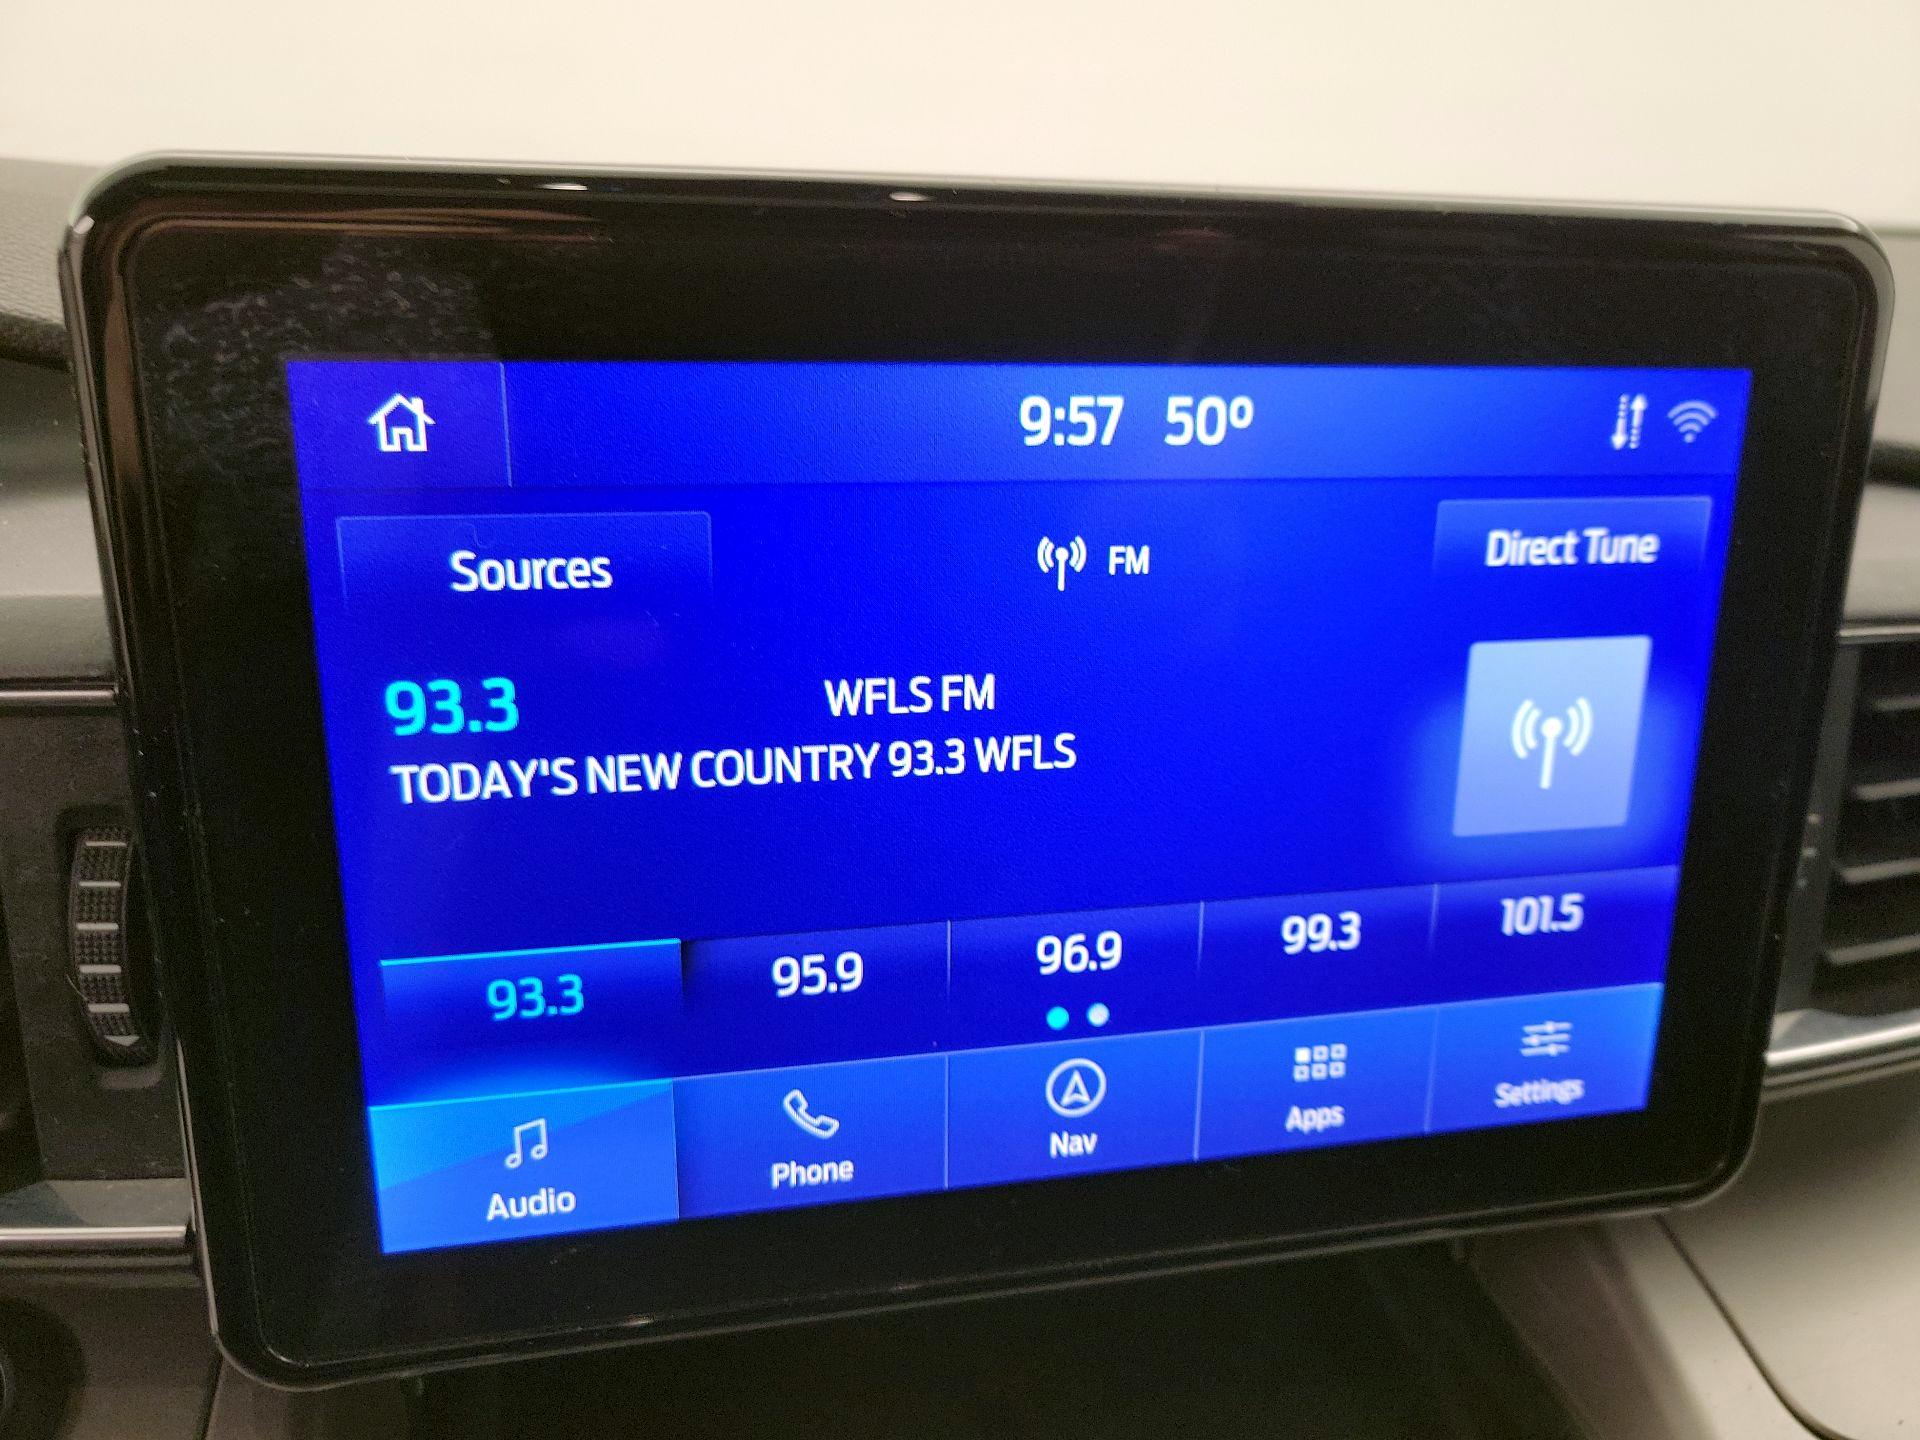 9:57 50º
Sources
FM
Direct Tune
93.3 WFLS FM
TODAY'S NEW COUNTRY 93.3 WFLS
93.3 95.9 96.9 99.3 101.5
Audio Phone Nav Apps Settings